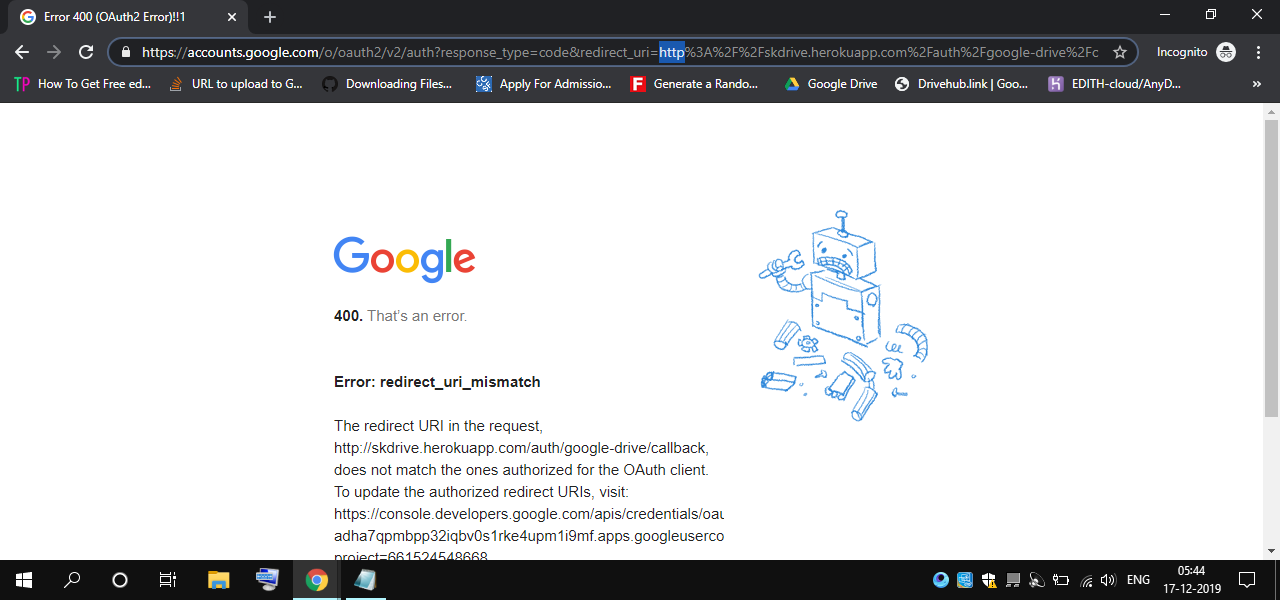 Error 400 (OAuth2 Error)!!1
https://accounts.google.com/o/oauth2/v2/auth?response_type=code&redirect_uri=http%3A%2F%2Fskdrive.herokuapp.com%2Fauth%2Fgoogle-drive%2Fc
Incognito
TP How To Get Free ed...
URL to upload to G...
Downloading Files...
Apply For Admissio...
F Generate a Rando...
Google Drive
Drivehub.link | Goo...
EDITH-cloud/AnyD...
»
Google
400. That's an error.
Error: redirect_uri_mismatch
The redirect URI in the request,
http://skdrive.herokuapp.com/auth/google-drive/callback,
does not match the ones authorized for the OAuth client.
To update the authorized redirect URIs, visit:
https://console.developers.google.com/apis/credentials/oau
adha7qpmbpp32iqbv0s1rke4upm1i9mf.apps.googleuserco
project=661524548668
ENG
05:44
17-12-2019